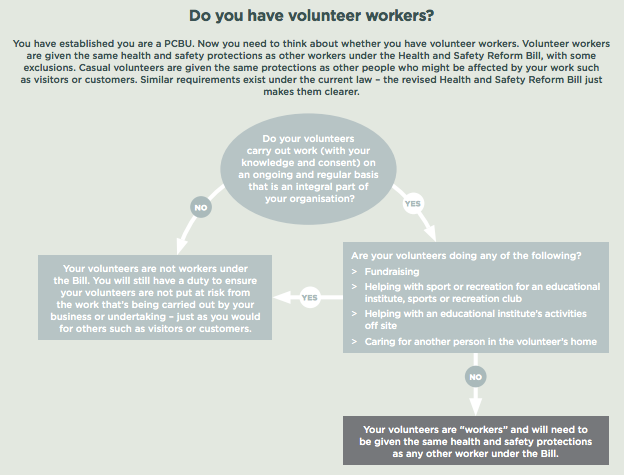 Do you have volunteer workers?
You have established you are a PCBU. Now you need to think about whether you have volunteer workers. Volunteer workers
are given the same health and safety protections as other workers under the Health and Safety Reform Bill, with some
exclusions. Casual volunteers are given the same protections as other people who might be affected by your work such
as visitors or customers. Similar requirements exist under the current law – the revised Health and Safety Reform Bill just
makes them clearer.
Do your volunteers
carry out work (with your
knowledge and consent) on
an ongoing and regular basis
that is an integral part of
your organisation?
NO
YES
Your volunteers are not workers under
the Bill. You will still have a duty to ensure
your volunteers are not put at risk from
the work that's being carried out by your
business or undertaking – just as you would
for others such as visitors or customers.
YES
Are your volunteers doing any of the following?
> Fundraising
> Helping with sport or recreation for an educational
institute, sports or recreation club
> Helping with an educational institute's activities
off site
> Caring for another person in the volunteer's home
NO
Your volunteers are "workers" and will need to
be given the same health and safety protections
as any other worker under the Bill.